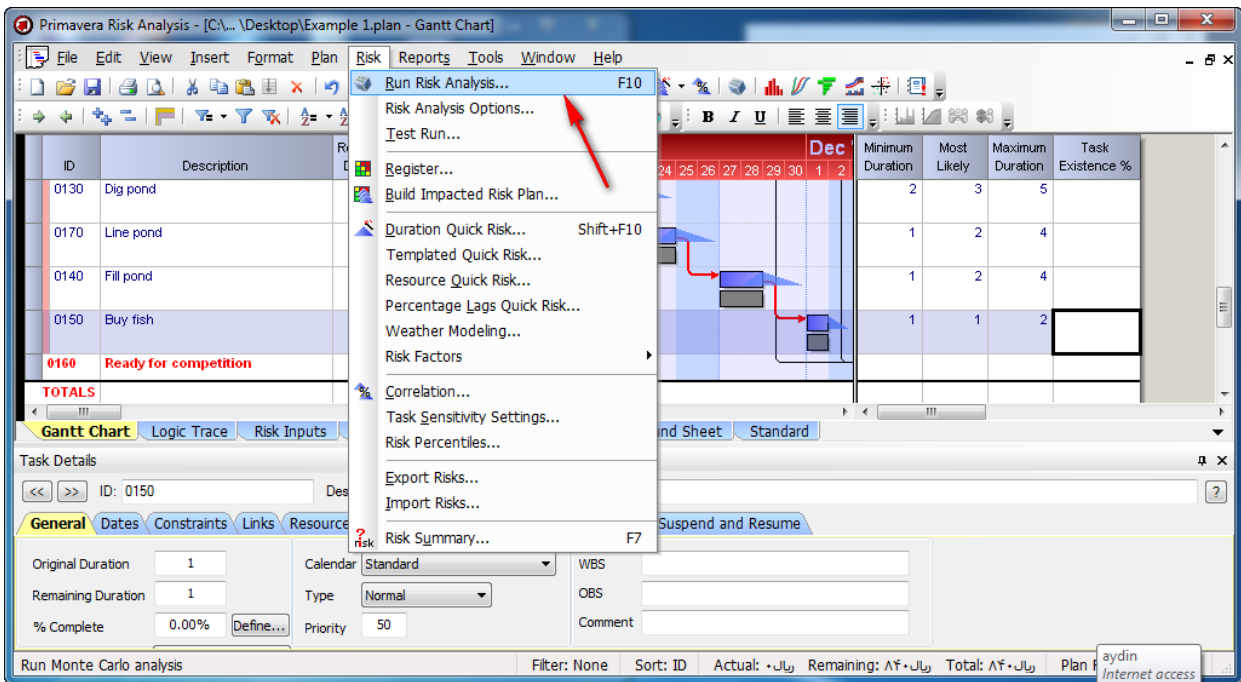 Primavera Risk Analysis - [C:\... \Desktop\Example 1.plan - Gantt Chart]
File Edit View Insert Format Plan Risk Reports Tools Window Help
Run Risk Analysis... F10
Risk Analysis Options...
Test Run...
Register...
Build Impacted Risk Plan...
Duration Quick Risk... Shift+F10
Templated Quick Risk...
Resource Quick Risk...
Percentage Lags Quick Risk...
Weather Modeling...
Risk Factors
Correlation...
Task Sensitivity Settings...
Risk Percentiles...
Export Risks...
Import Risks...
Risk Summary... F7
B I U
ID Description Dec Minimum Duration Most Likely Maximum Duration Task Existence %
24 25 26 27 28 29 30 1 2
0130 Dig pond 2 3 5
0170 Line pond 1 2 4
0140 Fill pond 1 2 4
0150 Buy fish 1 1 2
0160 Ready for competition
TOTALS
Gantt Chart Logic Trace Risk Inputs nd Sheet Standard
Task Details
<< >> ID: 0150 Des ?
General Dates Constraints Links Resource Suspend and Resume
Original Duration 1 Calendar Standard WBS
Remaining Duration 1 Type Normal OBS
% Complete 0.00% Define... Priority 50 Comment
Run Monte Carlo analysis Filter: None Sort: ID Actual: ریال۰ Remaining: ریال۸۴۰ Total: ریال۸۴۰ Plan
aydin
Internet access